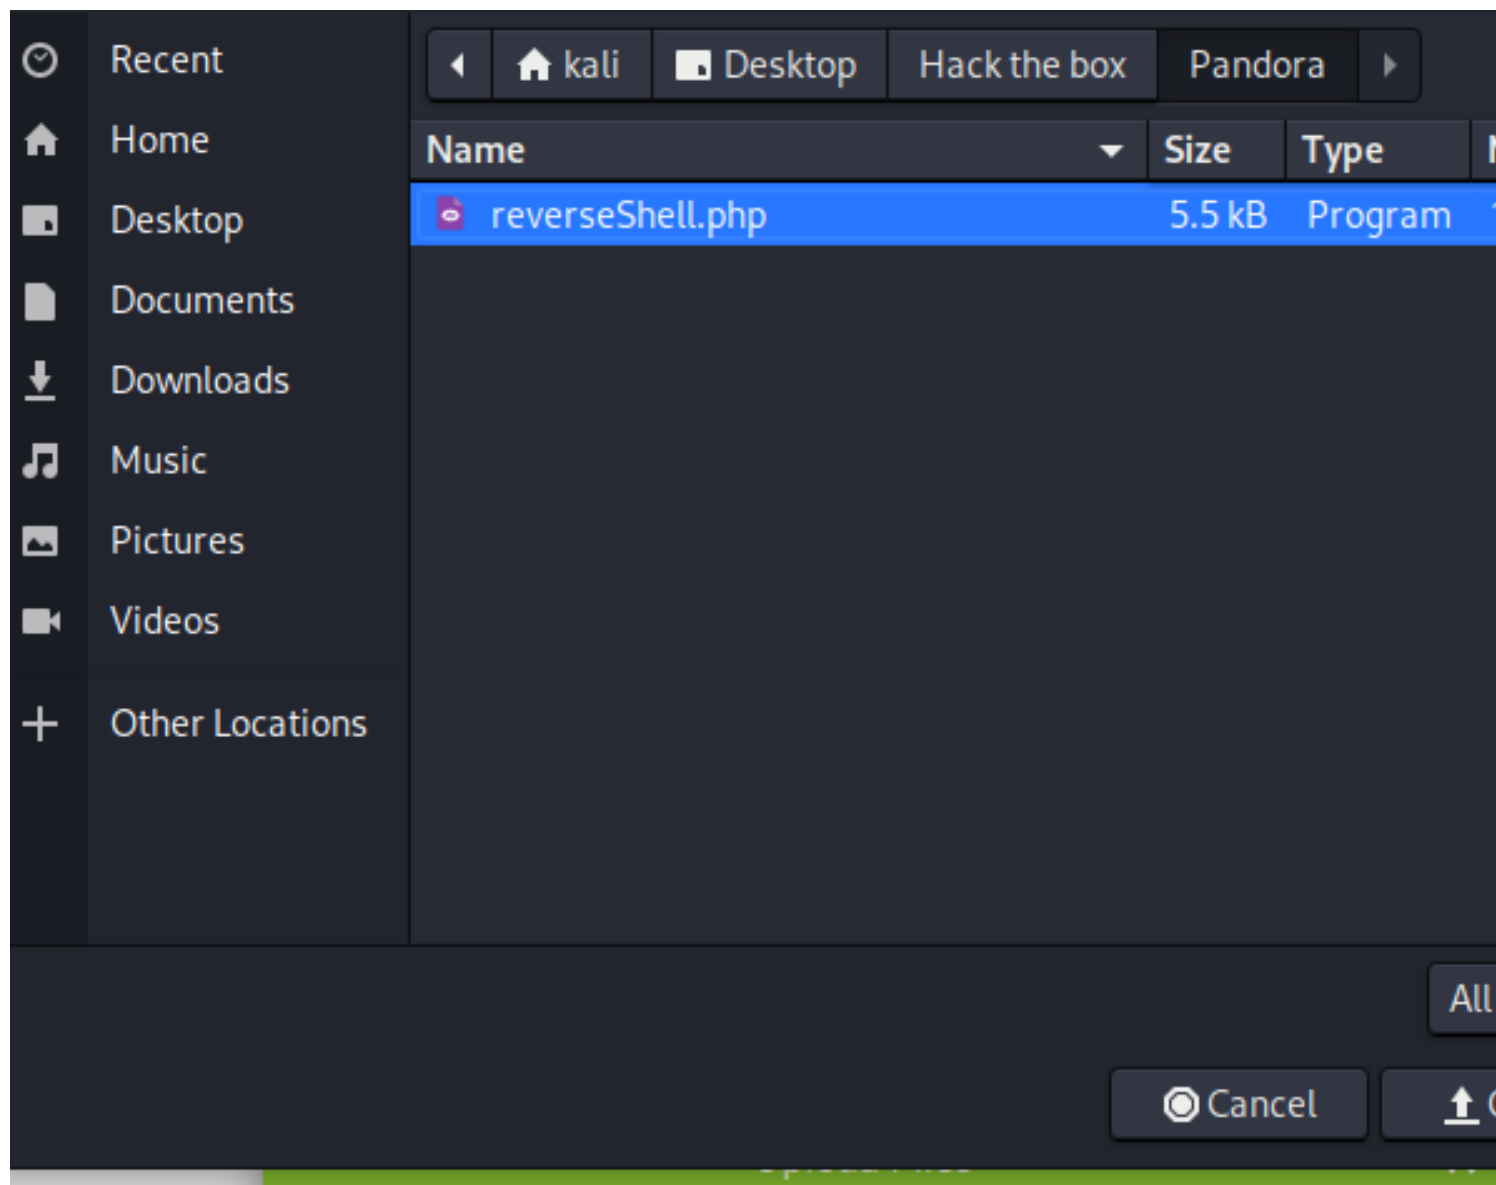 Recent
Home
Desktop
Documents
Downloads
Music
Pictures
Videos
Other Locations
kali Desktop Hack the box Pandora
Name Size Type
reverseShell.php 5.5 kB Program
All
Cancel